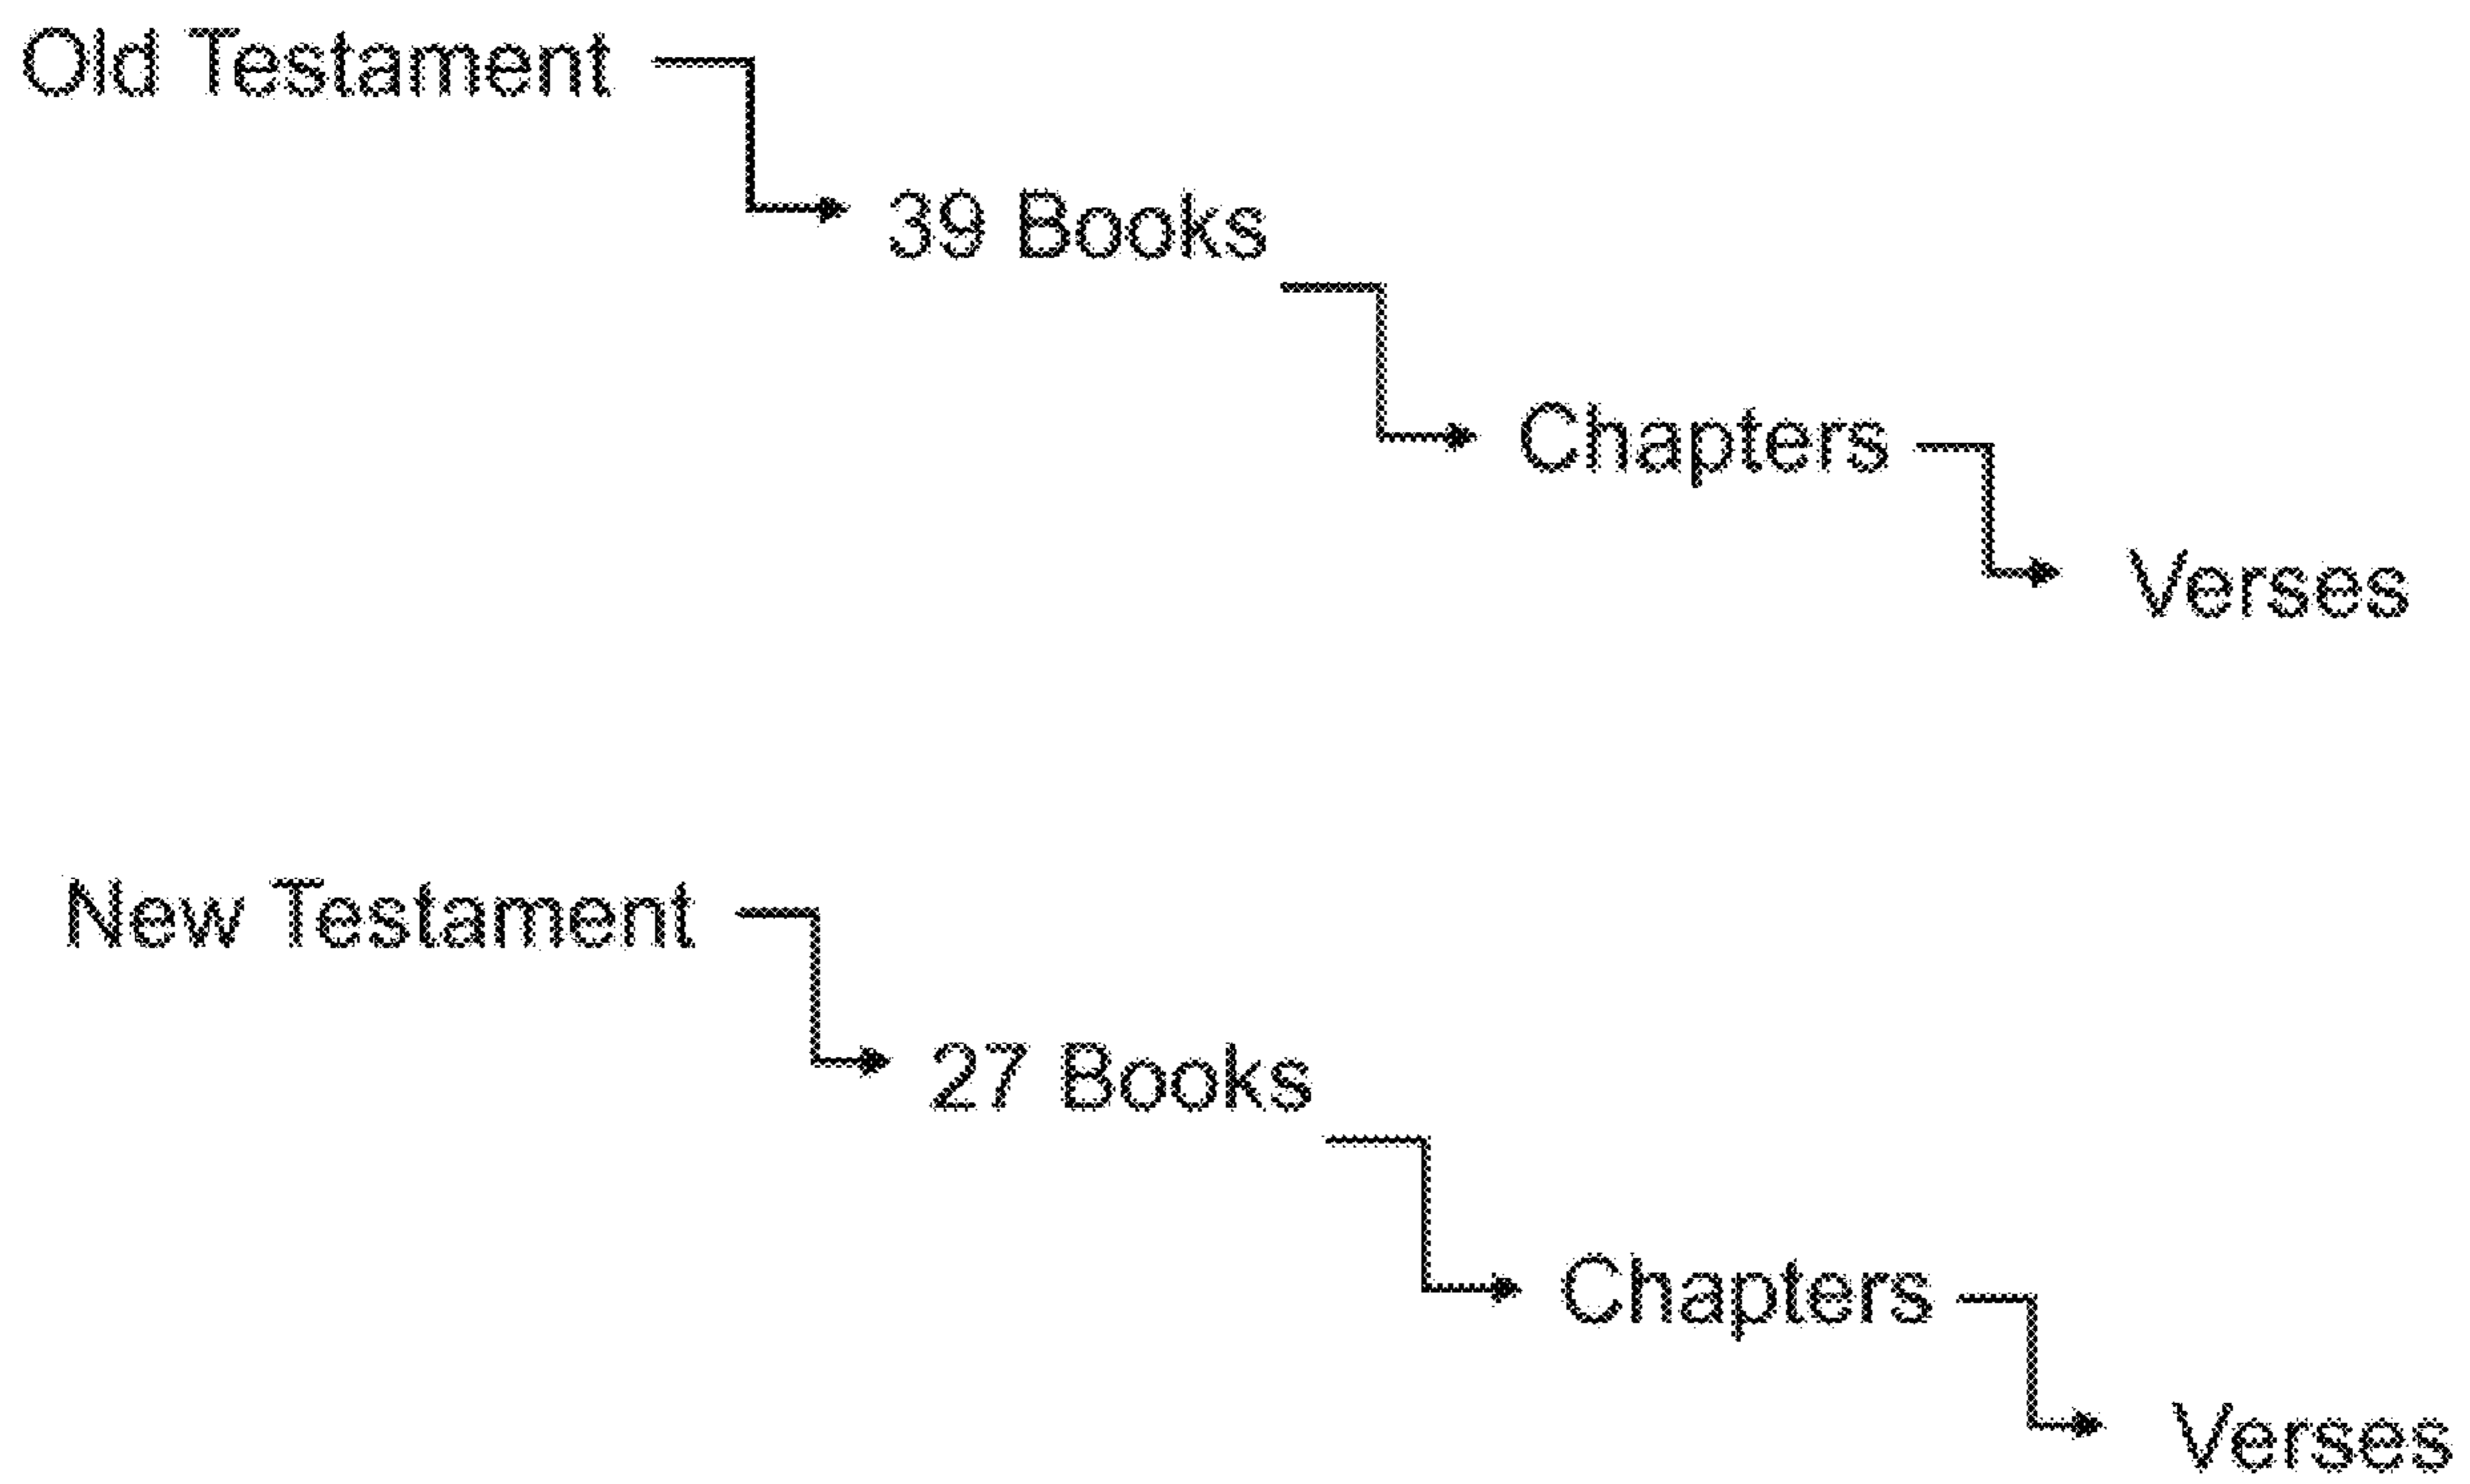 Old Testament
39 Books
Chapters
Verses
New Testament
27 Books
Chapters
Verses